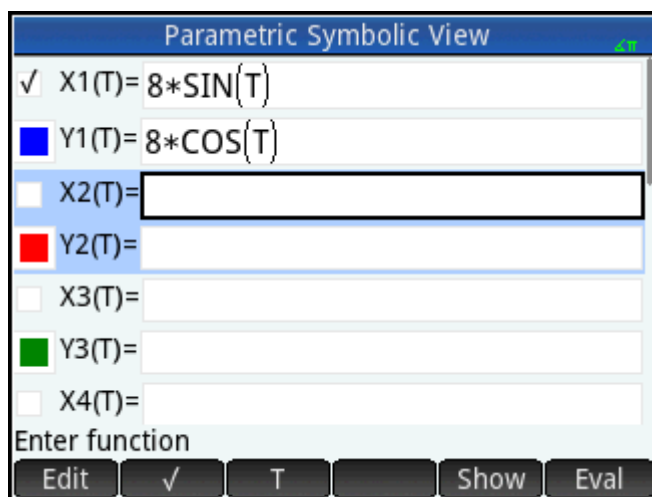 Parametric Symbolic View ∡π
√ X1(T)= 8*SIN(T)
Y1(T)= 8*COS(T)
X2(T)=
Y2(T)=
X3(T)=
Y3(T)=
X4(T)=
Enter function
Edit √ T Show Eval